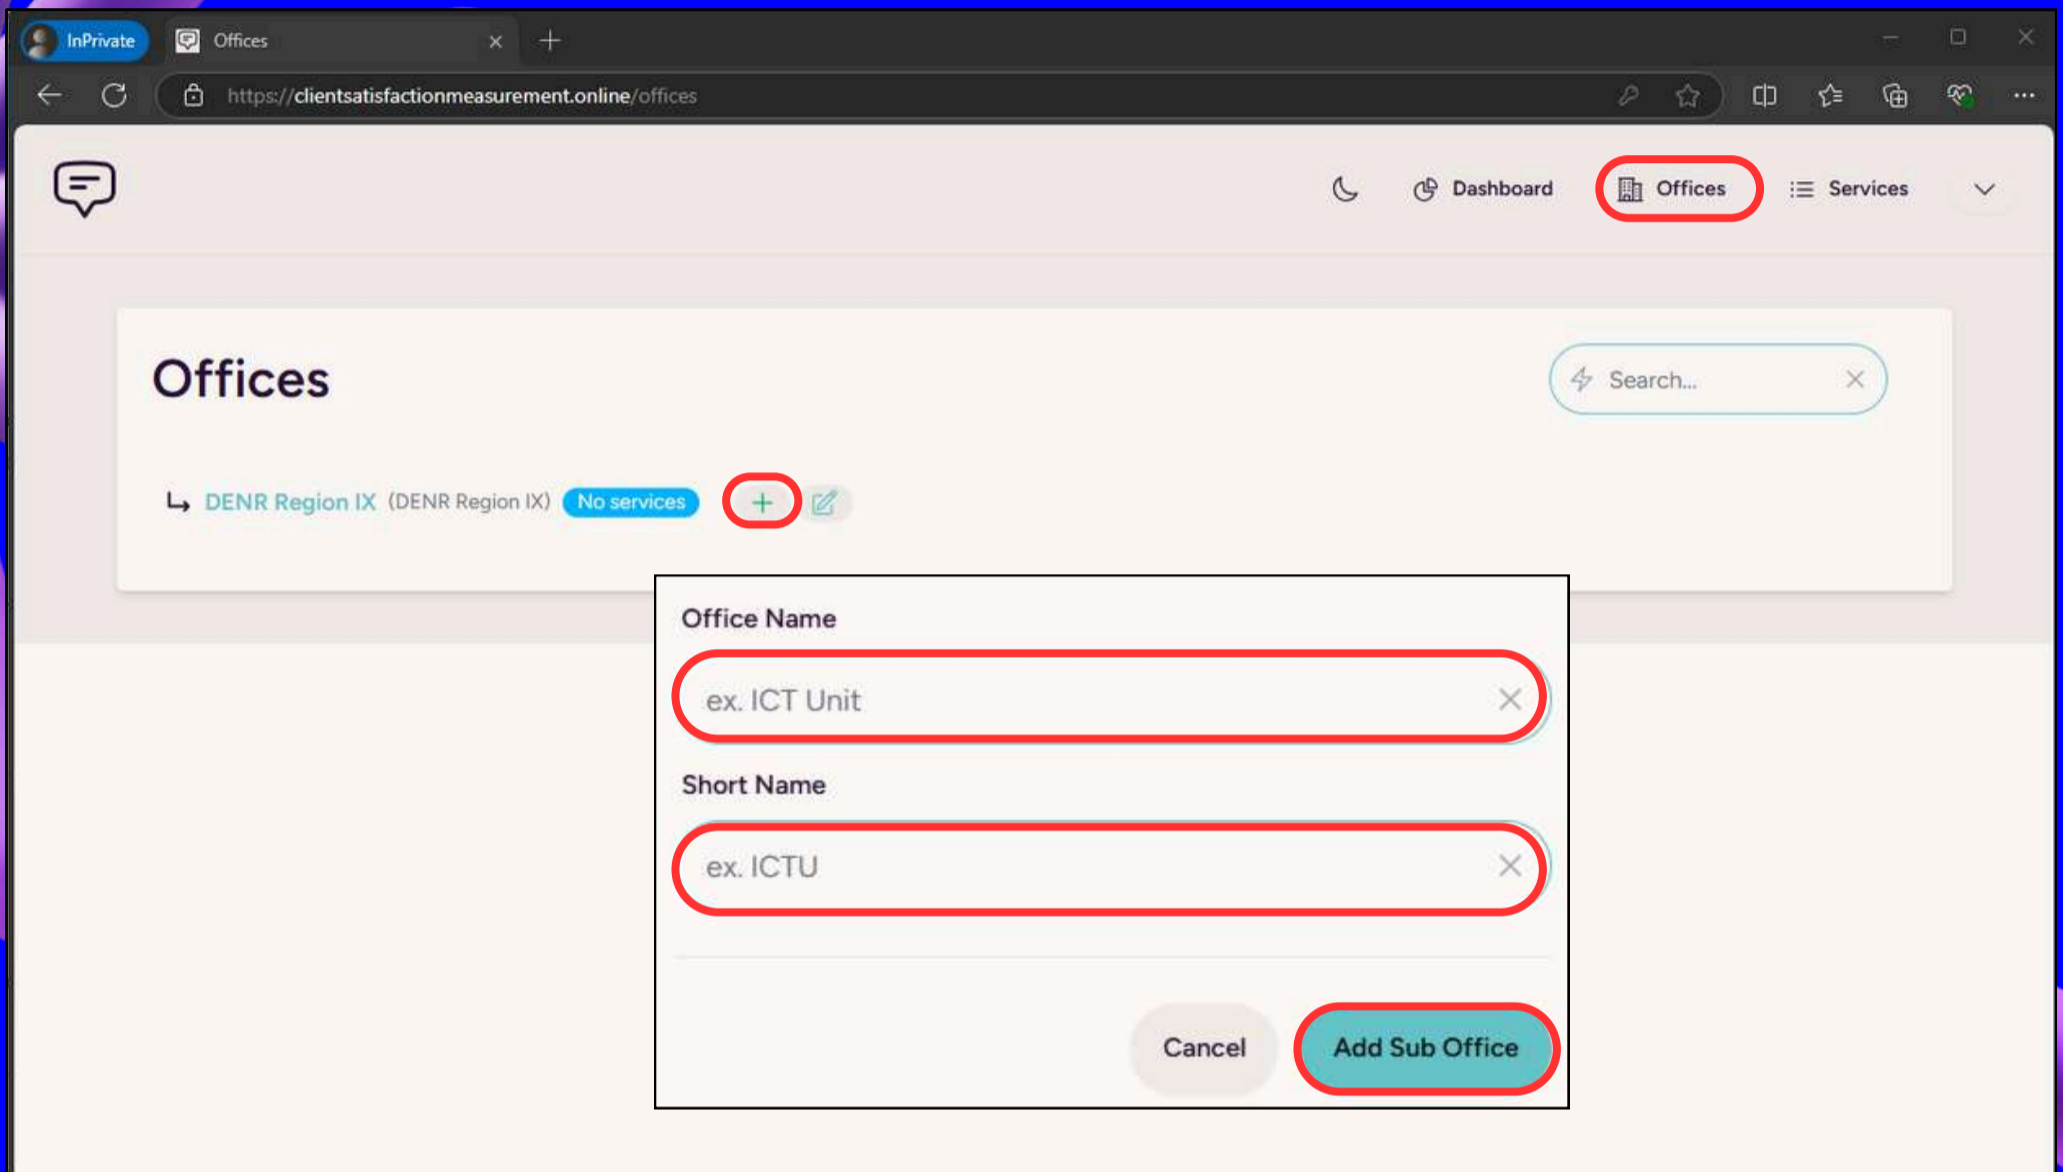 InPrivate
Offices
https://clientsatisfactionmeasurement.online/offices
Dashboard
Offices
Services
Offices
Search...
DENR Region IX (DENR Region IX) No services
Office Name
ex. ICT Unit
Short Name
ex. ICTU
Cancel
Add Sub Office